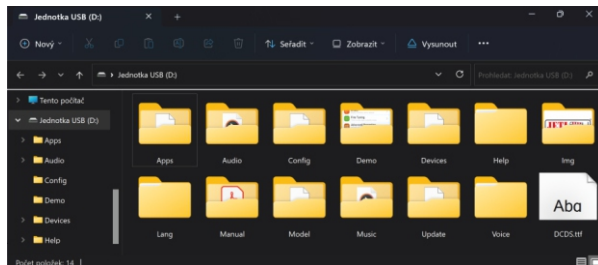 Jednotka USB (D:)
Nový
Seřadit
Zobrazit
Vysunout
Jednotka USB (D:)
Prohledat: Jednotka USB (D:)
Tento počítač
Jednotka USB (D:)
Apps
Audio
Config
Demo
Devices
Help
Apps
Audio
Config
Demo
Devices
Help
Img
Lang
Manual
Model
Music
Update
Voice
Aba
DCDS.ttf
Počet položek: 14